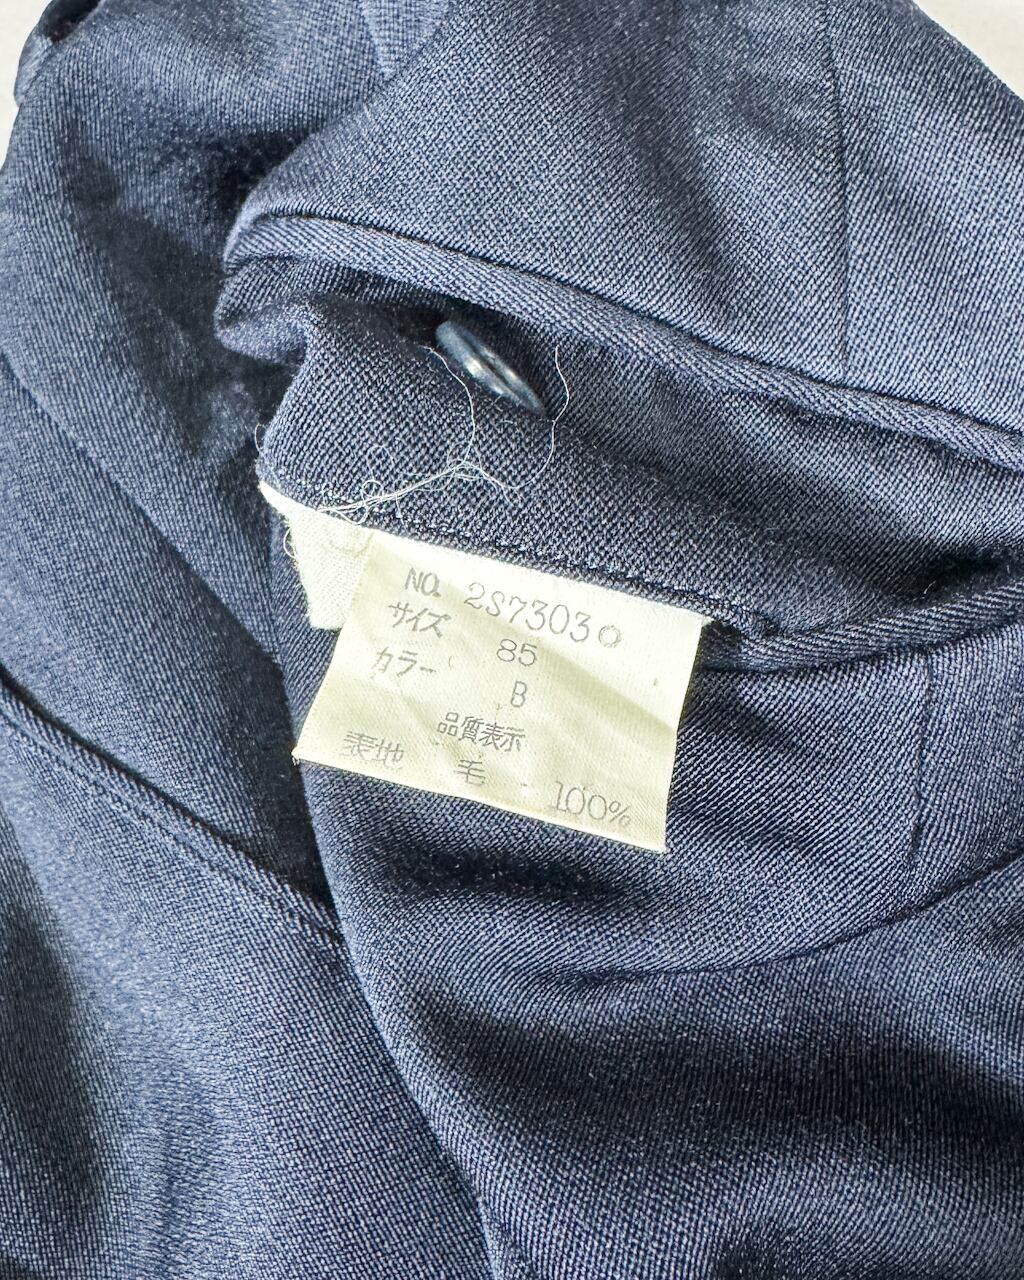 NO. 2S73030
サイズ 85
カラー B
品質表示
表地 毛 100%